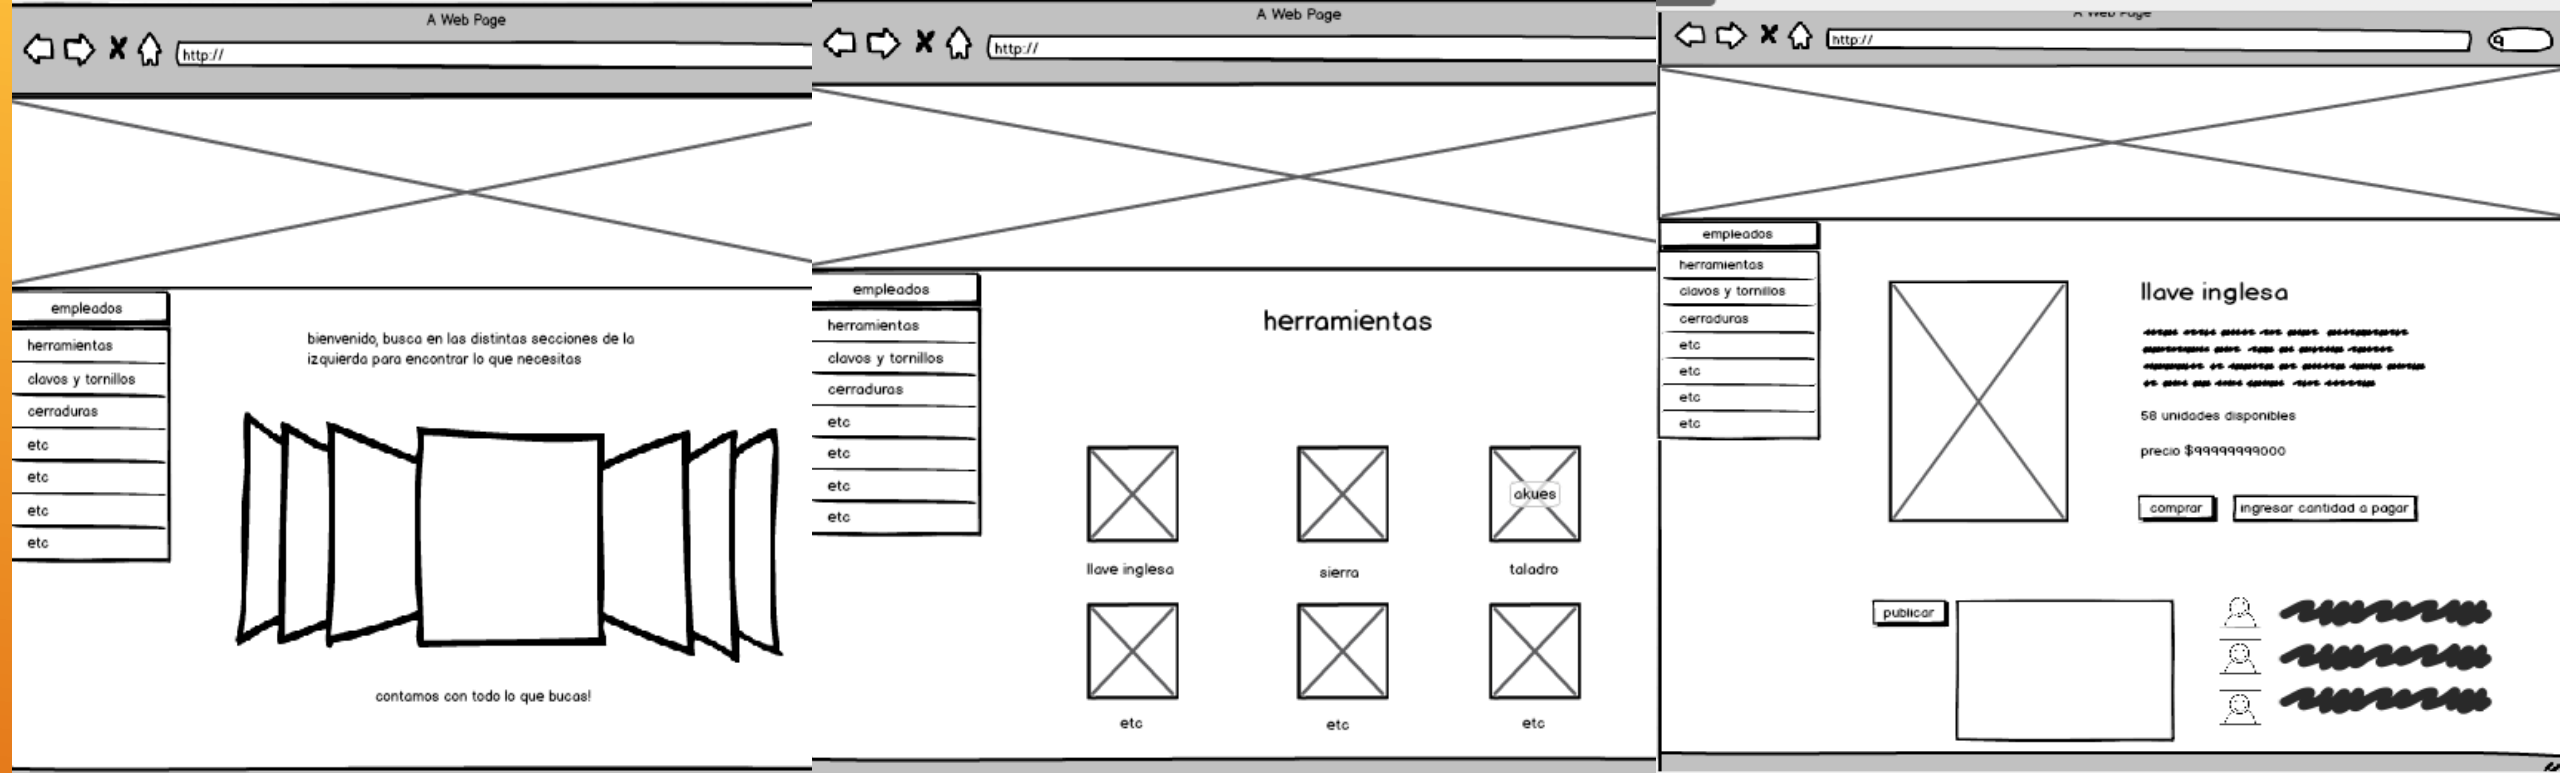 A Web Page
http://
empleados
herramientas
clavos y tornillos
cerraduras
etc
etc
etc
etc
bienvenido, busca en las distintas secciones de la
izquierda para encontrar lo que necesitas
contamos con todo lo que bucas!
A Web Page
http://
empleados
herramientas
clavos y tornillos
cerraduras
etc
etc
etc
etc
herramientas
akues
llave inglesa
sierra
taladro
etc
etc
etc
A Web Page
http://
empleados
herramientas
clavos y tornillos
cerraduras
etc
etc
etc
etc
llave inglesa
58 unidades disponibles
precio $99999999000
comprar
ingresar cantidad a pagar
publicar